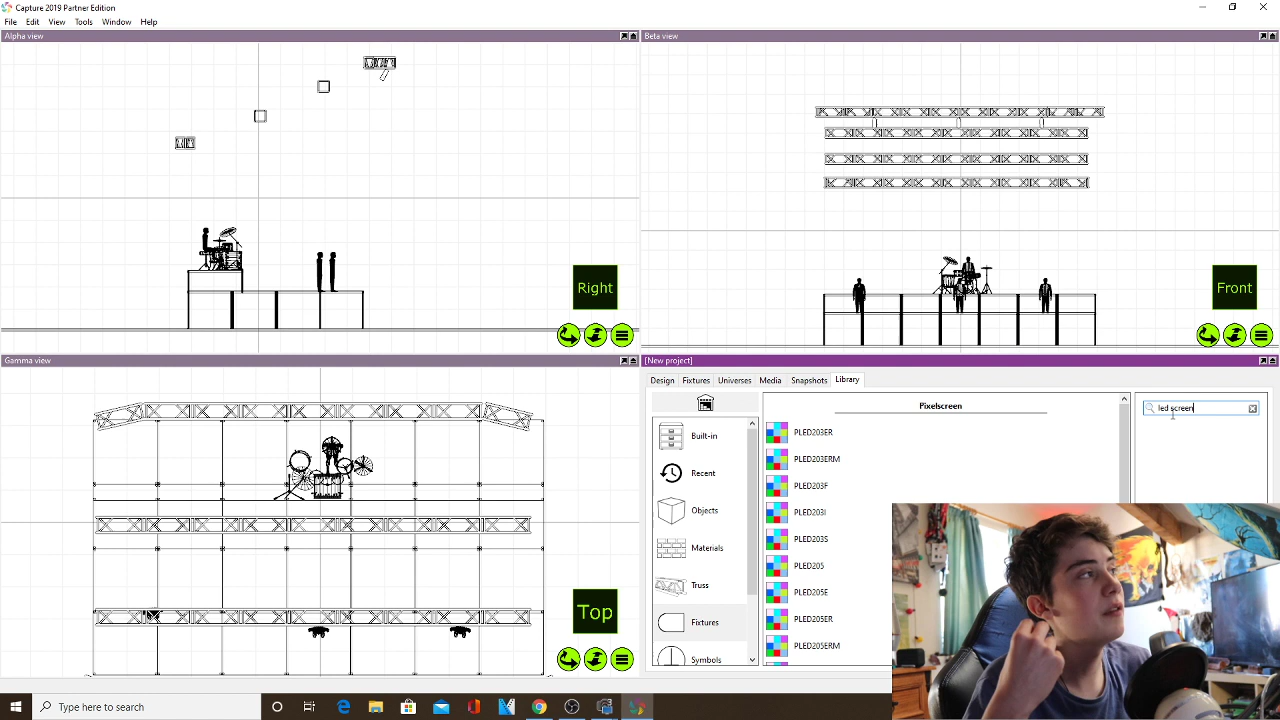 Capture 2019 Partner Edition
File Edit View Tools Window Help
Alpha view
Beta view
Right
Front
Gamma view
[New project]
Design Fixtures Universes Media Snapshots Library
Pixelscreen
led screen
Built-in
Recent
Objects
Materials
Truss
Fixtures
Symbols
PLED203ER
PLED203ERM
PLED203F
PLED203I
PLED203S
PLED205
PLED205E
PLED205ER
PLED205ERM
Top
Type here to search